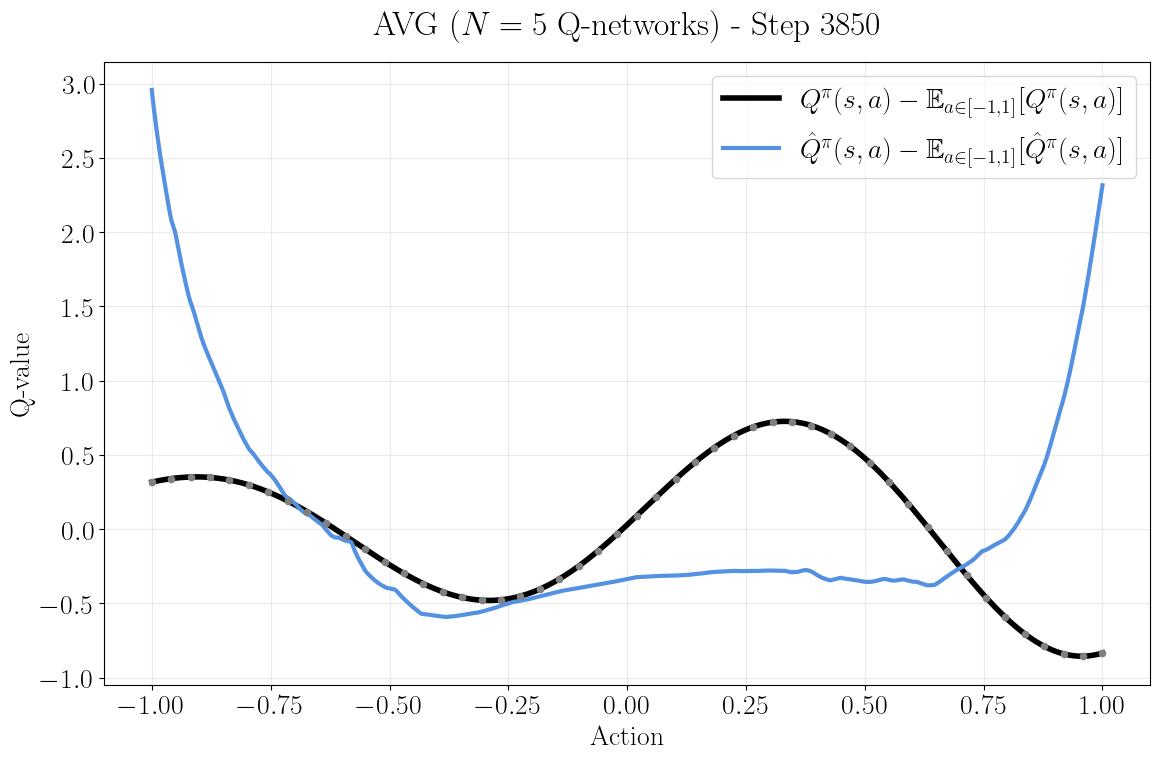 AVG (N = 5 Q-networks) - Step 3850
Q^π(s, a) − 𝔼_{a∈[−1,1]}[Q^π(s, a)]
Q̂^π(s, a) − 𝔼_{a∈[−1,1]}[Q̂^π(s, a)]
Q-value
3.0
2.5
2.0
1.5
1.0
0.5
0.0
−0.5
−1.0
−1.00 −0.75 −0.50 −0.25 0.00 0.25 0.50 0.75 1.00
Action